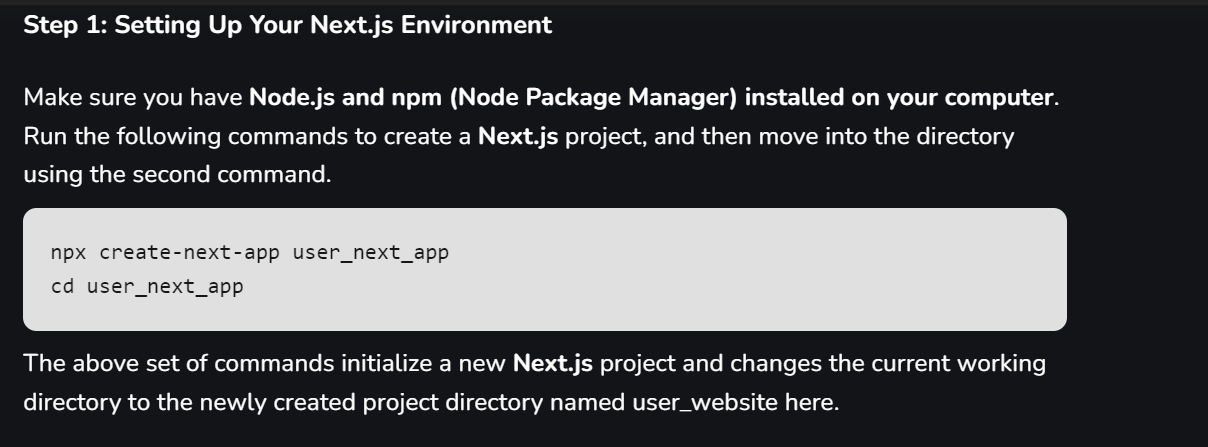 Step 1: Setting Up Your Next.js Environment
Make sure you have Node.js and npm (Node Package Manager) installed on your computer.
Run the following commands to create a Next.js project, and then move into the directory
using the second command.
npx create-next-app user_next_app
cd user_next_app
The above set of commands initialize a new Next.js project and changes the current working
directory to the newly created project directory named user_website here.